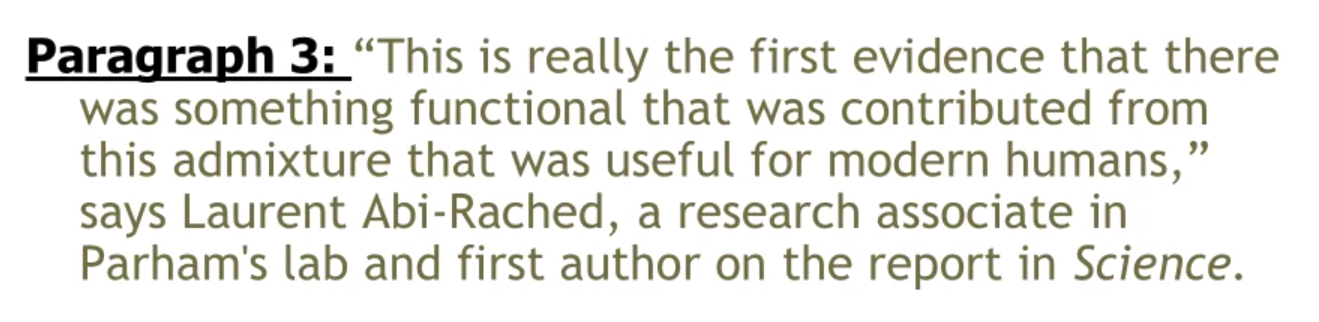 Paragraph 3: “This is really the first evidence that there
was something functional that was contributed from
this admixture that was useful for modern humans,”
says Laurent Abi-Rached, a research associate in
Parham's lab and first author on the report in Science.